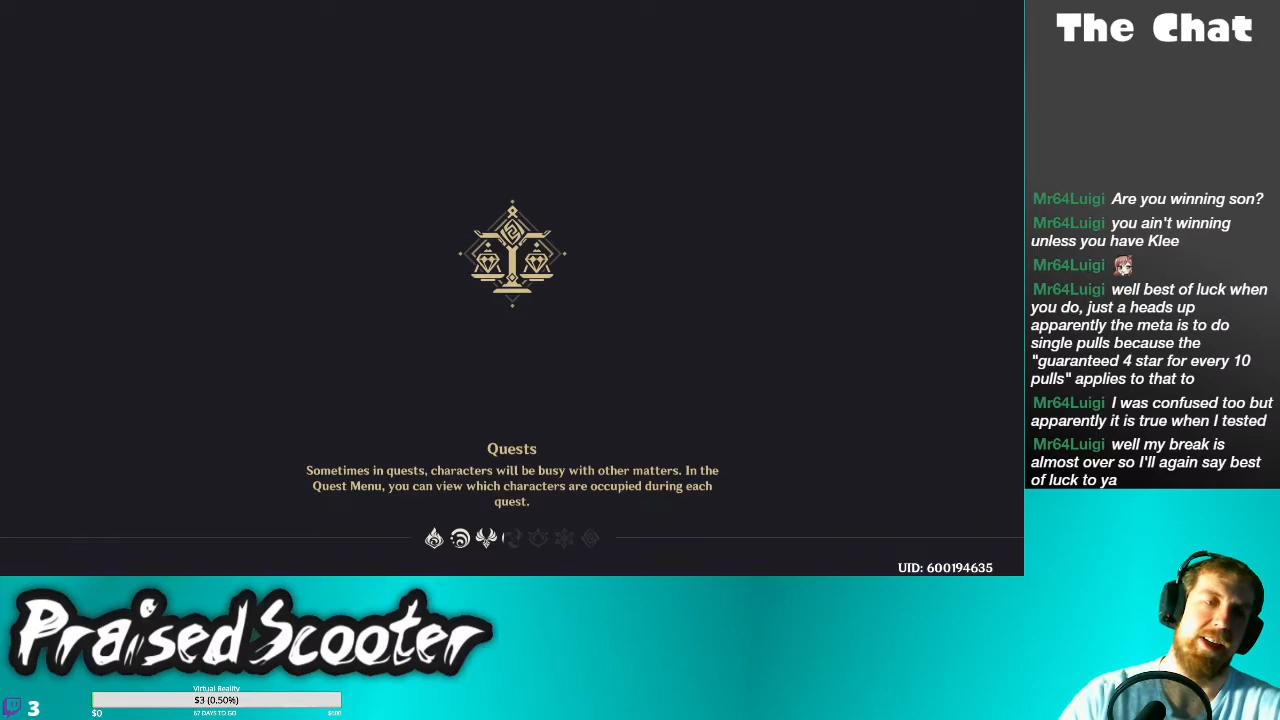 The Chat
Mr64Luigi Are you winning son?
Mr64Luigi you ain't winning
unless you have Klee
Mr64Luigi
Mr64Luigi well best of luck when
you do, just a heads up
apparently the meta is to do
single pulls because the
"guaranteed 4 star for every 10
pulls" applies to that to
Mr64Luigi I was confused too but
apparently it is true when I tested
Mr64Luigi well my break is
almost over so I'll again say best
of luck to ya
Quests
Sometimes in quests, characters will be busy with other matters. In the
Quest Menu, you can view which characters are occupied during each
quest.
UID: 600194635
PraisedScooter
Virtual Reality
$3 (0.50%)
3
$0
67 DAYS TO GO